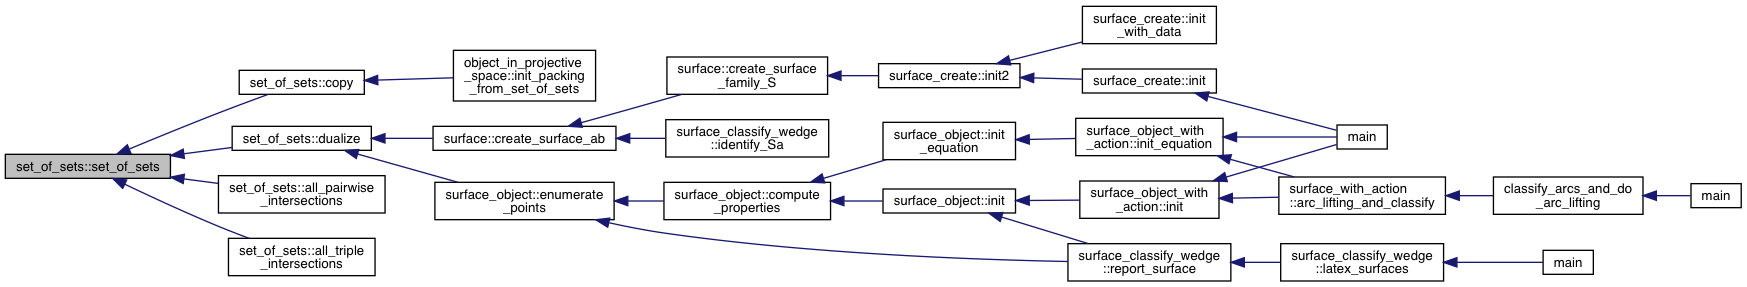 set_of_sets::set_of_sets
set_of_sets::copy
object_in_projective
_space::init_packing
_from_set_of_sets
set_of_sets::dualize
surface::create_surface_ab
surface::create_surface
_family_S
surface_create::init2
surface_create::init
_with_data
surface_create::init
main
surface_classify_wedge
::identify_Sa
surface_object::enumerate
_points
surface_object::compute
_properties
surface_object::init
_equation
surface_object_with
_action::init_equation
surface_with_action
::arc_lifting_and_classify
classify_arcs_and_do
_arc_lifting
main
surface_object::init
surface_object_with
_action::init
surface_classify_wedge
::report_surface
surface_classify_wedge
::latex_surfaces
main
set_of_sets::all_pairwise
_intersections
set_of_sets::all_triple
_intersections